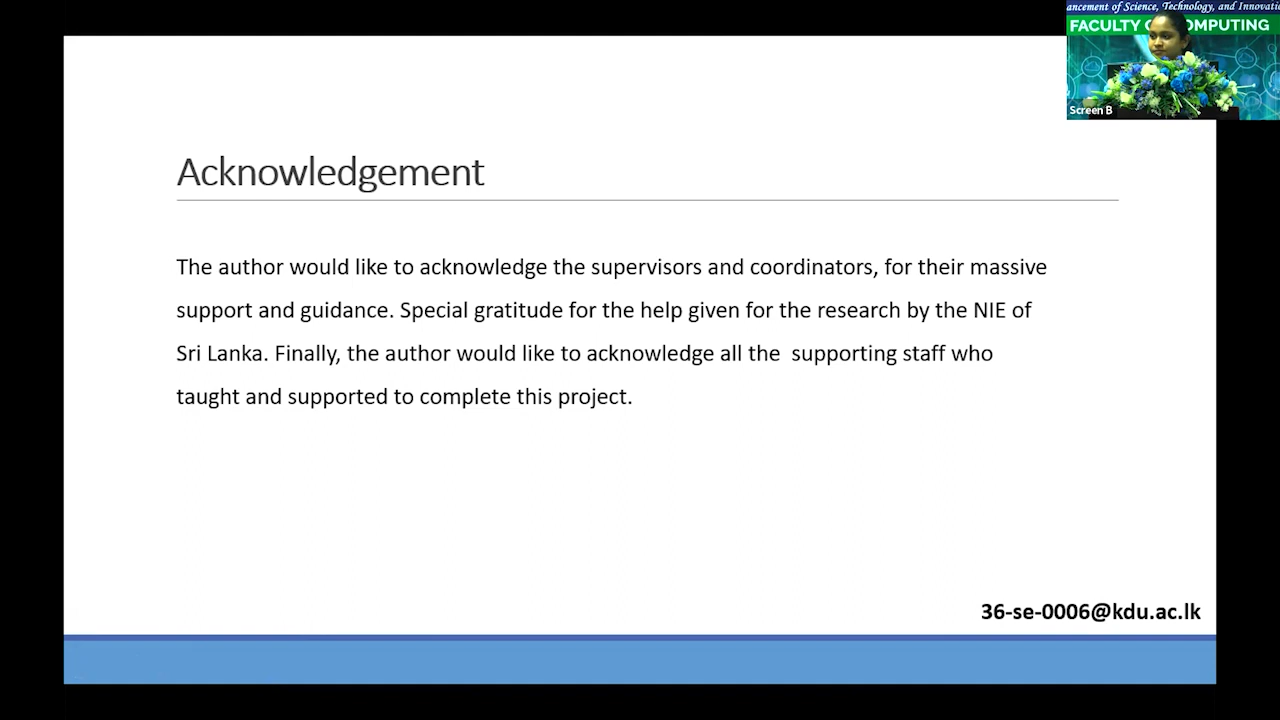 ancement of Science, Technology, and Innovati
FACULTY OMPUTING
Screen B
Acknowledgement
The author would like to acknowledge the supervisors and coordinators, for their massive
support and guidance. Special gratitude for the help given for the research by the NIE of
Sri Lanka. Finally, the author would like to acknowledge all the  supporting staff who
taught and supported to complete this project.
36-se-0006@kdu.ac.lk